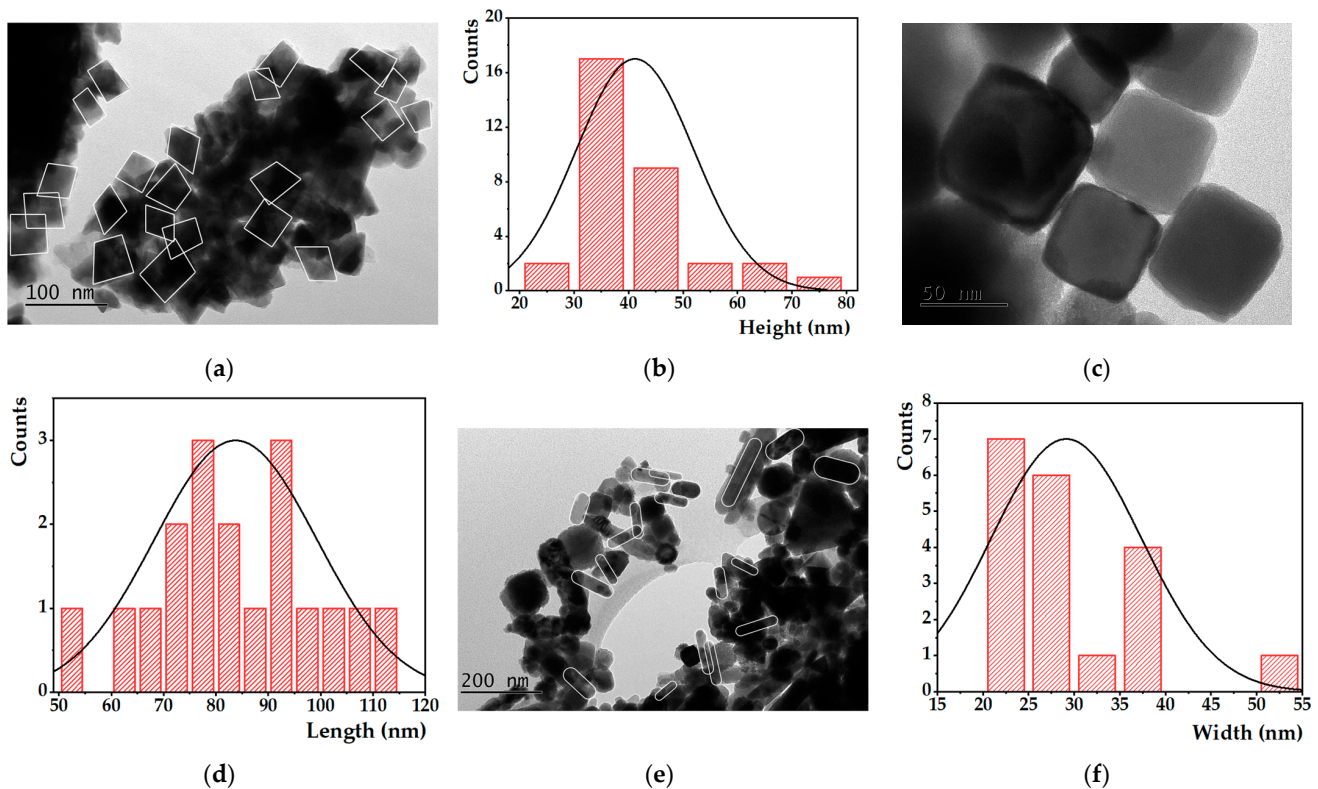 100 nm
(a)
Counts
20
16
12
8
4
0
20 30 40 50 60 70 80
Height (nm)
(b)
50 nm
(c)
Counts
3
2
1
0
50 60 70 80 90 100 110 120
Length (nm)
(d)
200 nm
(e)
Counts
8
7
6
5
4
3
2
1
0
15 20 25 30 35 40 45 50 55
Width (nm)
(f)